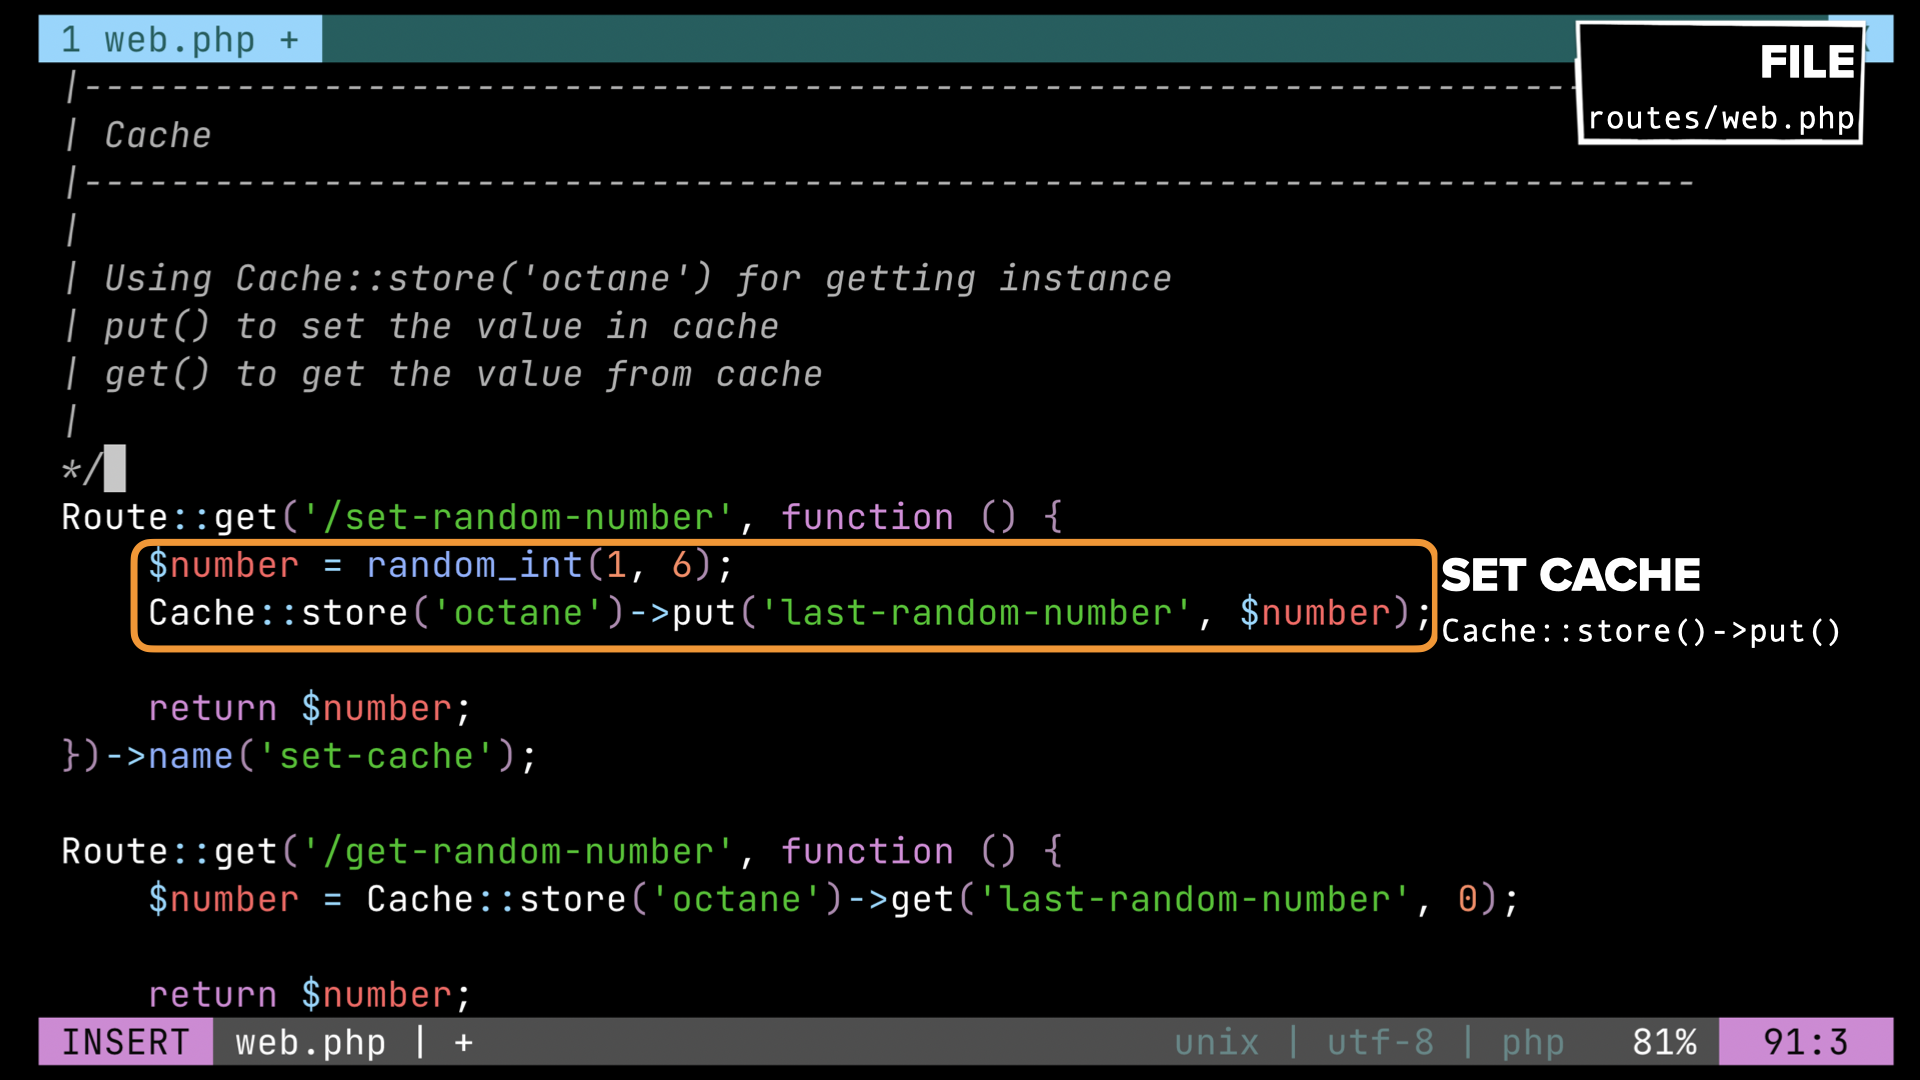 1 web.php +
FILE
routes/web.php
|--------------------------------------------------------------------
| Cache
|--------------------------------------------------------------------------
|
| Using Cache::store('octane') for getting instance
| put() to set the value in cache
| get() to get the value from cache
|
*/
Route::get('/set-random-number', function () {
    $number = random_int(1, 6);
    Cache::store('octane')->put('last-random-number', $number);
SET CACHE
Cache::store()->put()
    return $number;
})->name('set-cache');
Route::get('/get-random-number', function () {
    $number = Cache::store('octane')->get('last-random-number', 0);
    return $number;
INSERT web.php | + unix | utf-8 | php 81% 91:3